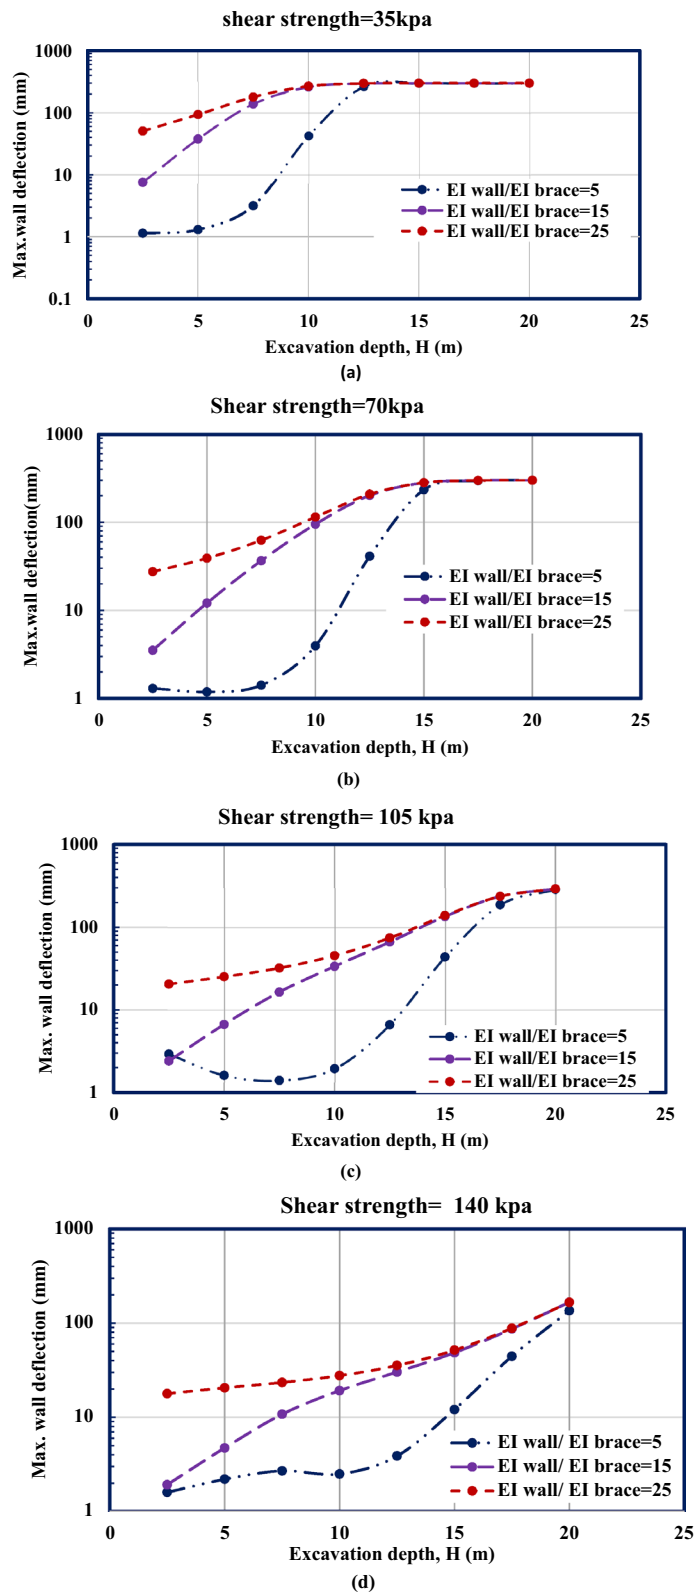 shear strength=35kpa
1000
100
10
1
0.1
Max.wall deflection (mm)
EI wall/EI brace=5
EI wall/EI brace=15
EI wall/EI brace=25
0 5 10 15 20 25
Excavation depth, H (m)
(a)
Shear strength=70kpa
1000
100
10
1
Max.wall deflection(mm)
EI wall/EI brace=5
EI wall/EI brace=15
EI wall/EI brace=25
0 5 10 15 20 25
Excavation depth, H (m)
(b)
Shear strength= 105 kpa
1000
100
10
1
Max. wall deflection (mm)
EI wall/EI brace=5
EI wall/EI brace=15
EI wall/EI brace=25
0 5 10 15 20 25
Excavation depth, H (m)
(c)
Shear strength= 140 kpa
1000
100
10
1
Max. wall deflection (mm)
EI wall/ EI brace=5
EI wall/ EI brace=15
EI wall/ EI brace=25
0 5 10 15 20 25
Excavation depth, H (m)
(d)